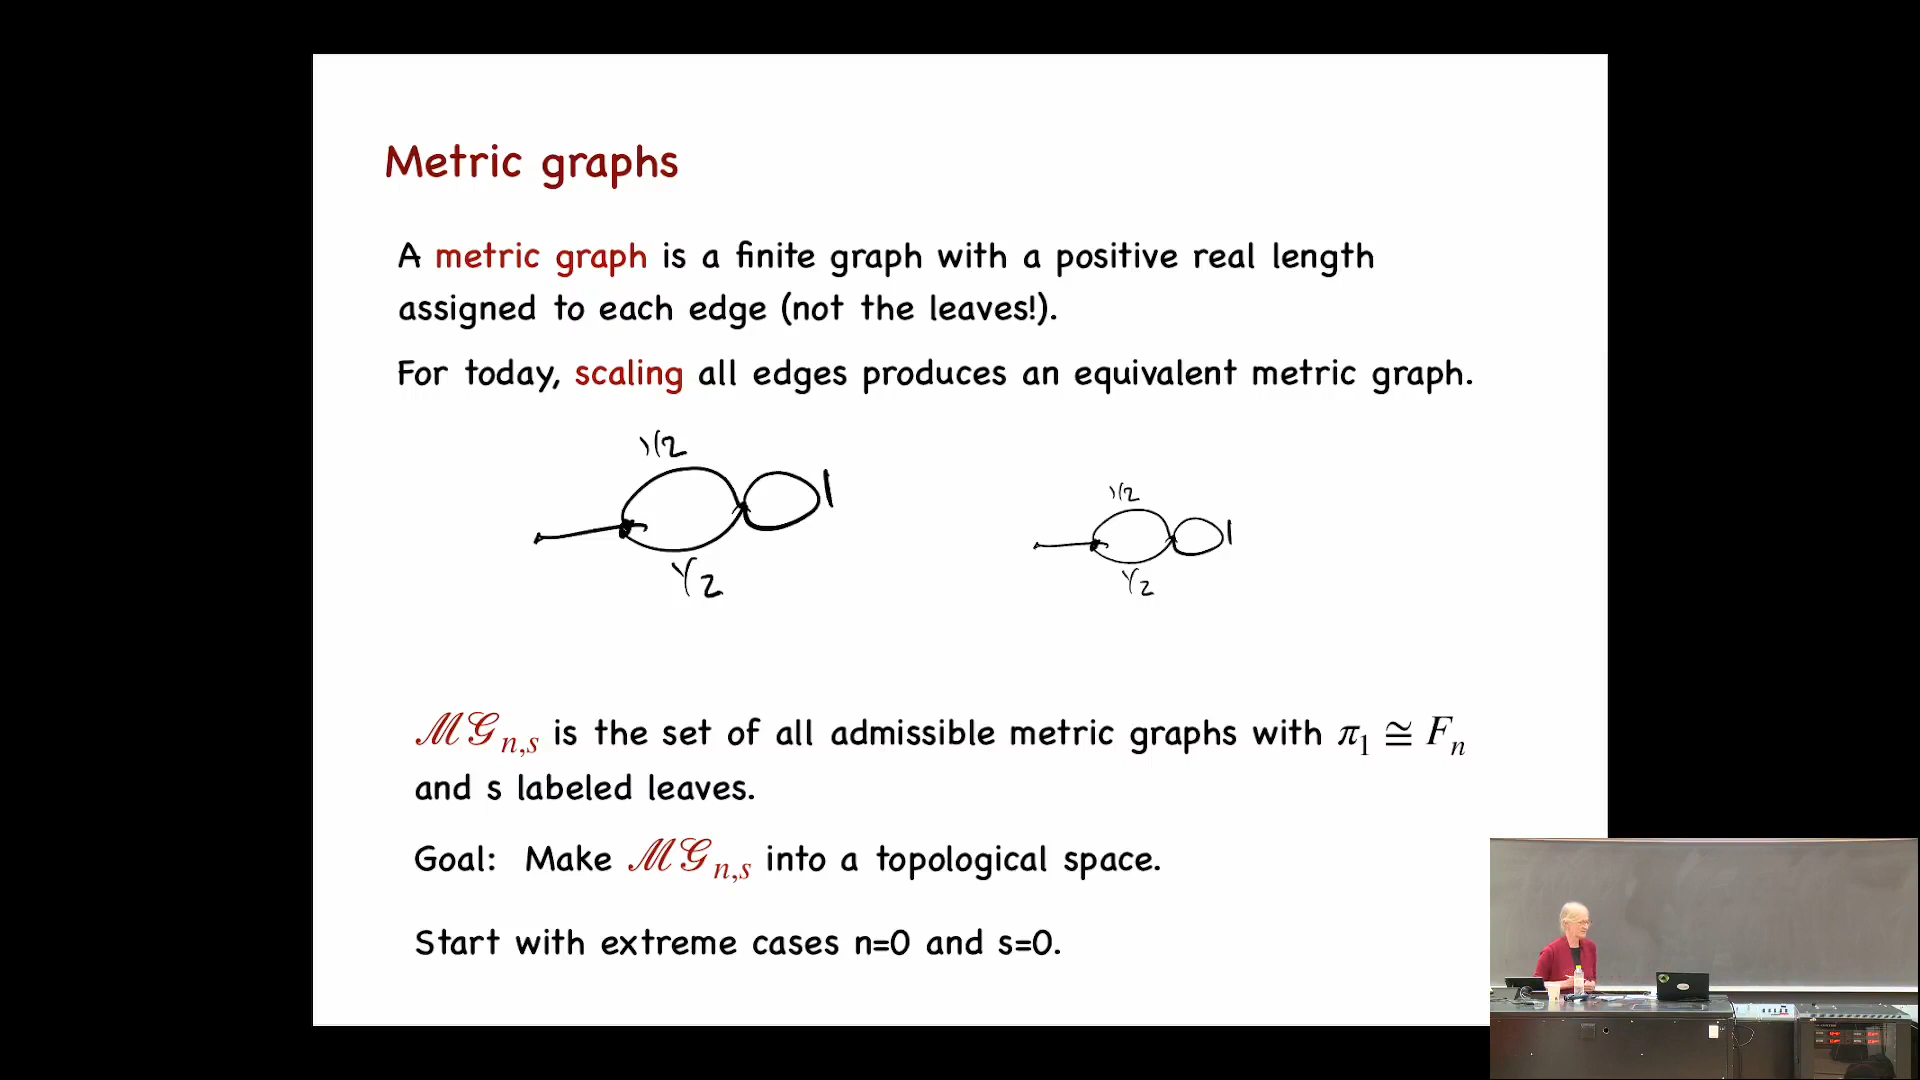 Metric graphs
A metric graph is a finite graph with a positive real length
assigned to each edge (not the leaves!).
For today, scaling all edges produces an equivalent metric graph.
1/2
1
1/2
1/2
1
1/2
ℳ𝒢n,s is the set of all admissible metric graphs with π1 ≅ Fn
and s labeled leaves.
Goal: Make ℳ𝒢n,s into a topological space.
Start with extreme cases n=0 and s=0.